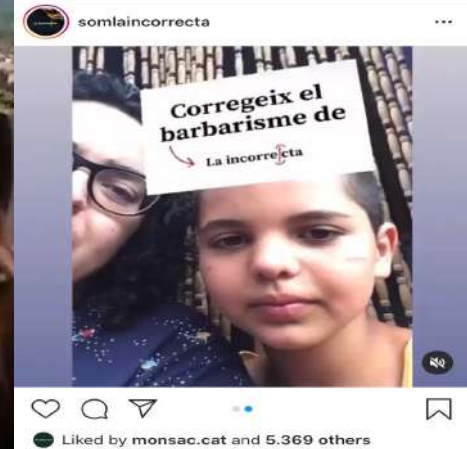 somlaincorrecta
Corregeix el
barbarisme de
La incorrecta
Liked by monsac.cat and 5.369 others